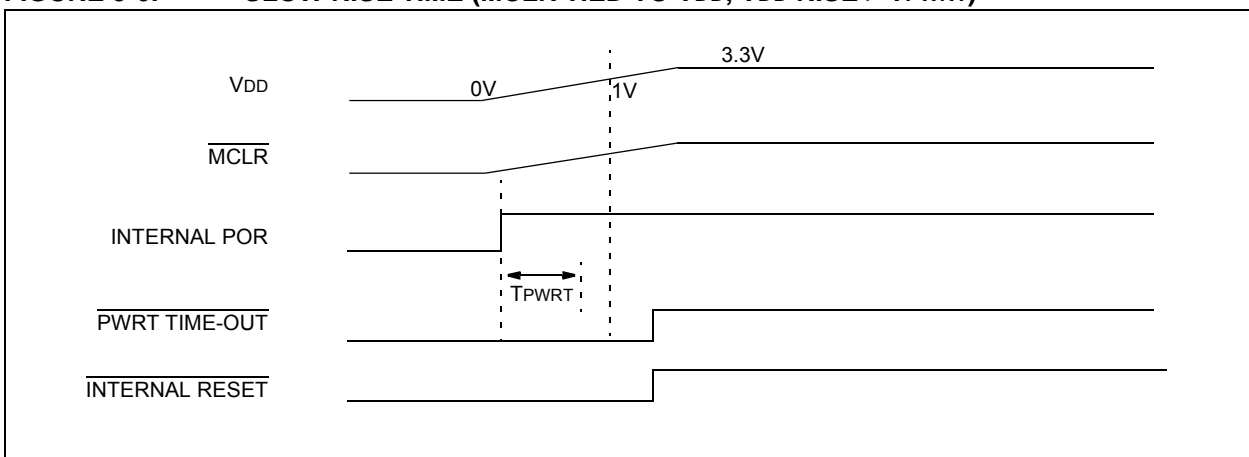 3.3V
VDD
0V
1V
MCLR
INTERNAL POR
TPWRT
PWRT TIME-OUT
INTERNAL RESET